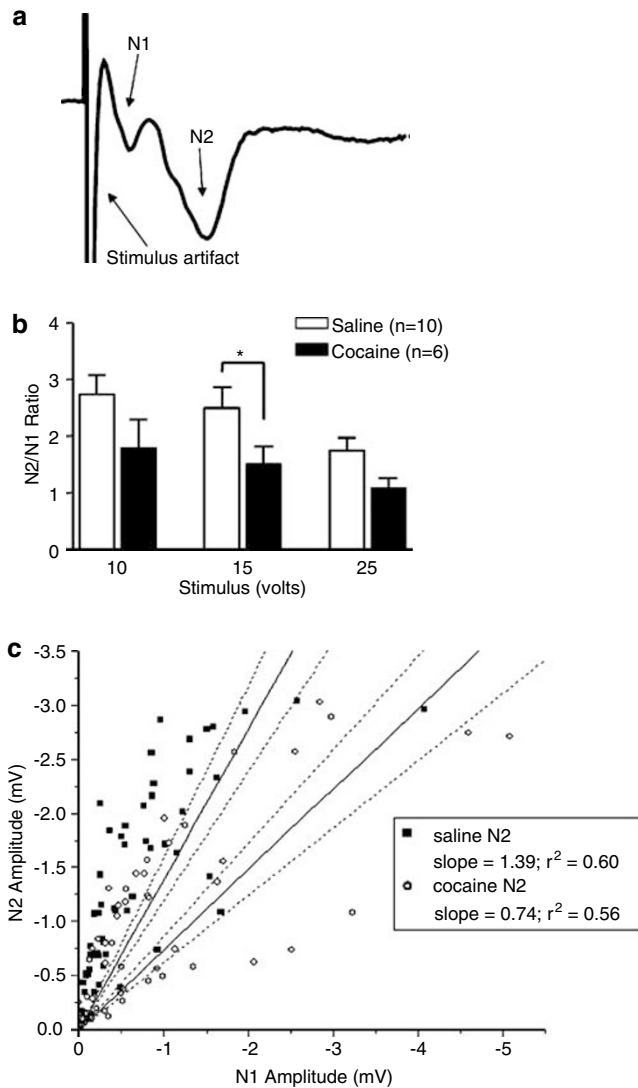 a
N1
N2
Stimulus artifact
b
Saline (n=10)
Cocaine (n=6)
*
4
3
2
1
0
N2/N1 Ratio
10 15 25
Stimulus (volts)
c
-3.5
-3.0
-2.5
-2.0
-1.5
-1.0
-0.5
0.0
N2 Amplitude (mV)
saline N2
slope = 1.39; r² = 0.60
cocaine N2
slope = 0.74; r² = 0.56
0 -1 -2 -3 -4 -5
N1 Amplitude (mV)